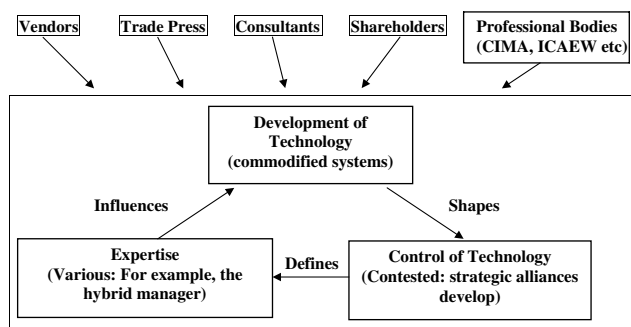 Vendors
Trade Press
Consultants
Shareholders
Professional Bodies
(CIMA, ICAEW etc)
Development of
Technology
(commodified systems)
Influences
Shapes
Expertise
(Various: For example, the
hybrid manager)
Defines
Control of Technology
(Contested: strategic alliances
develop)